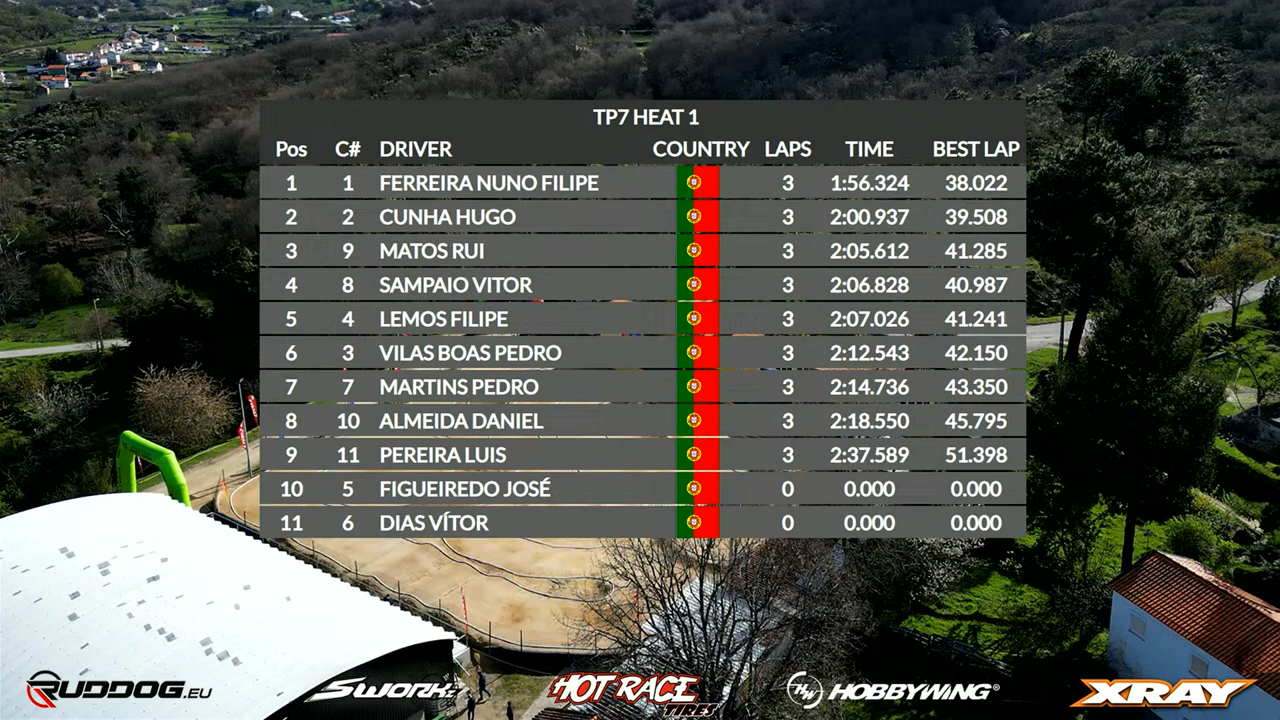 TP7 HEAT 1
Pos C# DRIVER COUNTRY LAPS TIME BEST LAP
1 1 FERREIRA NUNO FILIPE 3 1:56.324 38.022
2 2 CUNHA HUGO 3 2:00.937 39.508
3 9 MATOS RUI 3 2:05.612 41.285
4 8 SAMPAIO VITOR 3 2:06.828 40.987
5 4 LEMOS FILIPE 3 2:07.026 41.241
6 3 VILAS BOAS PEDRO 3 2:12.543 42.150
7 7 MARTINS PEDRO 3 2:14.736 43.350
8 10 ALMEIDA DANIEL 3 2:18.550 45.795
9 11 PEREIRA LUIS 3 2:37.589 51.398
10 5 FIGUEIREDO JOSÉ 0 0.000 0.000
11 6 DIAS VÍTOR 0 0.000 0.000
RUDDOG.EU SWORKz HOT RACE TIRES HW HOBBYWING® XRAY